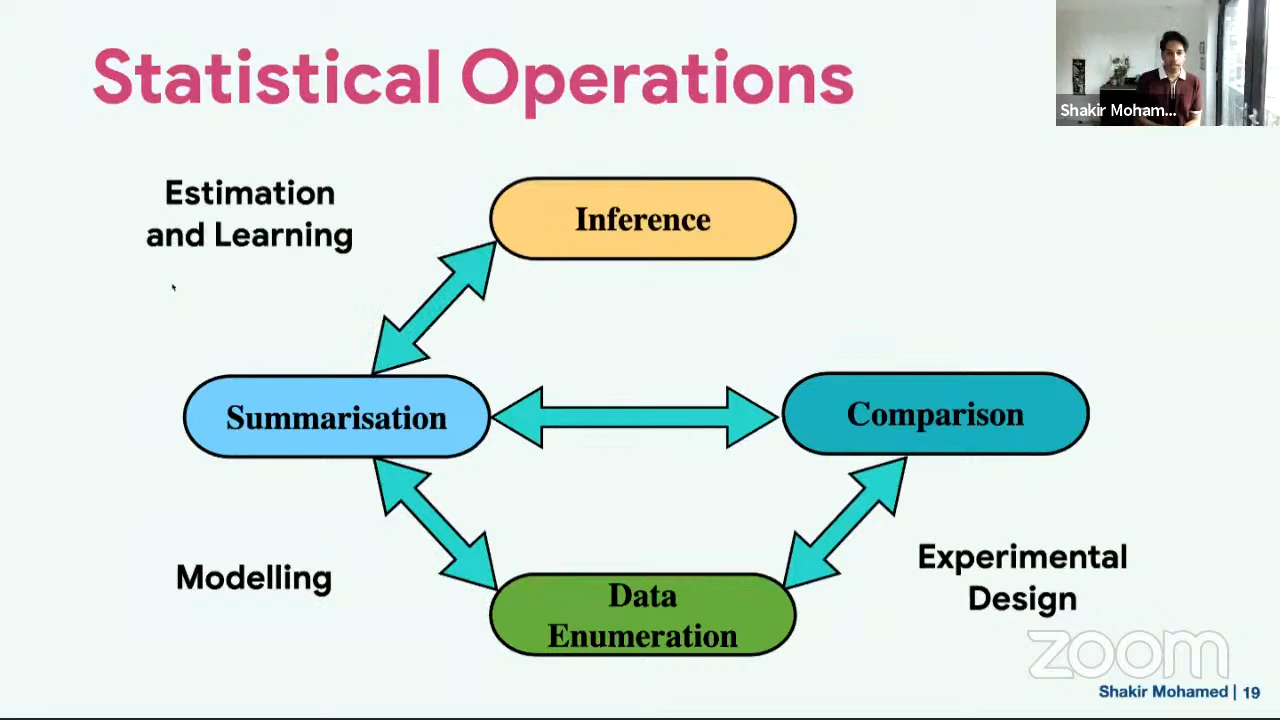 Statistical Operations
Shakir Moham...
Estimation
and Learning
Inference
Summarisation
Comparison
Modelling
Data
Enumeration
Experimental
Design
zoom
Shakir Mohamed | 19